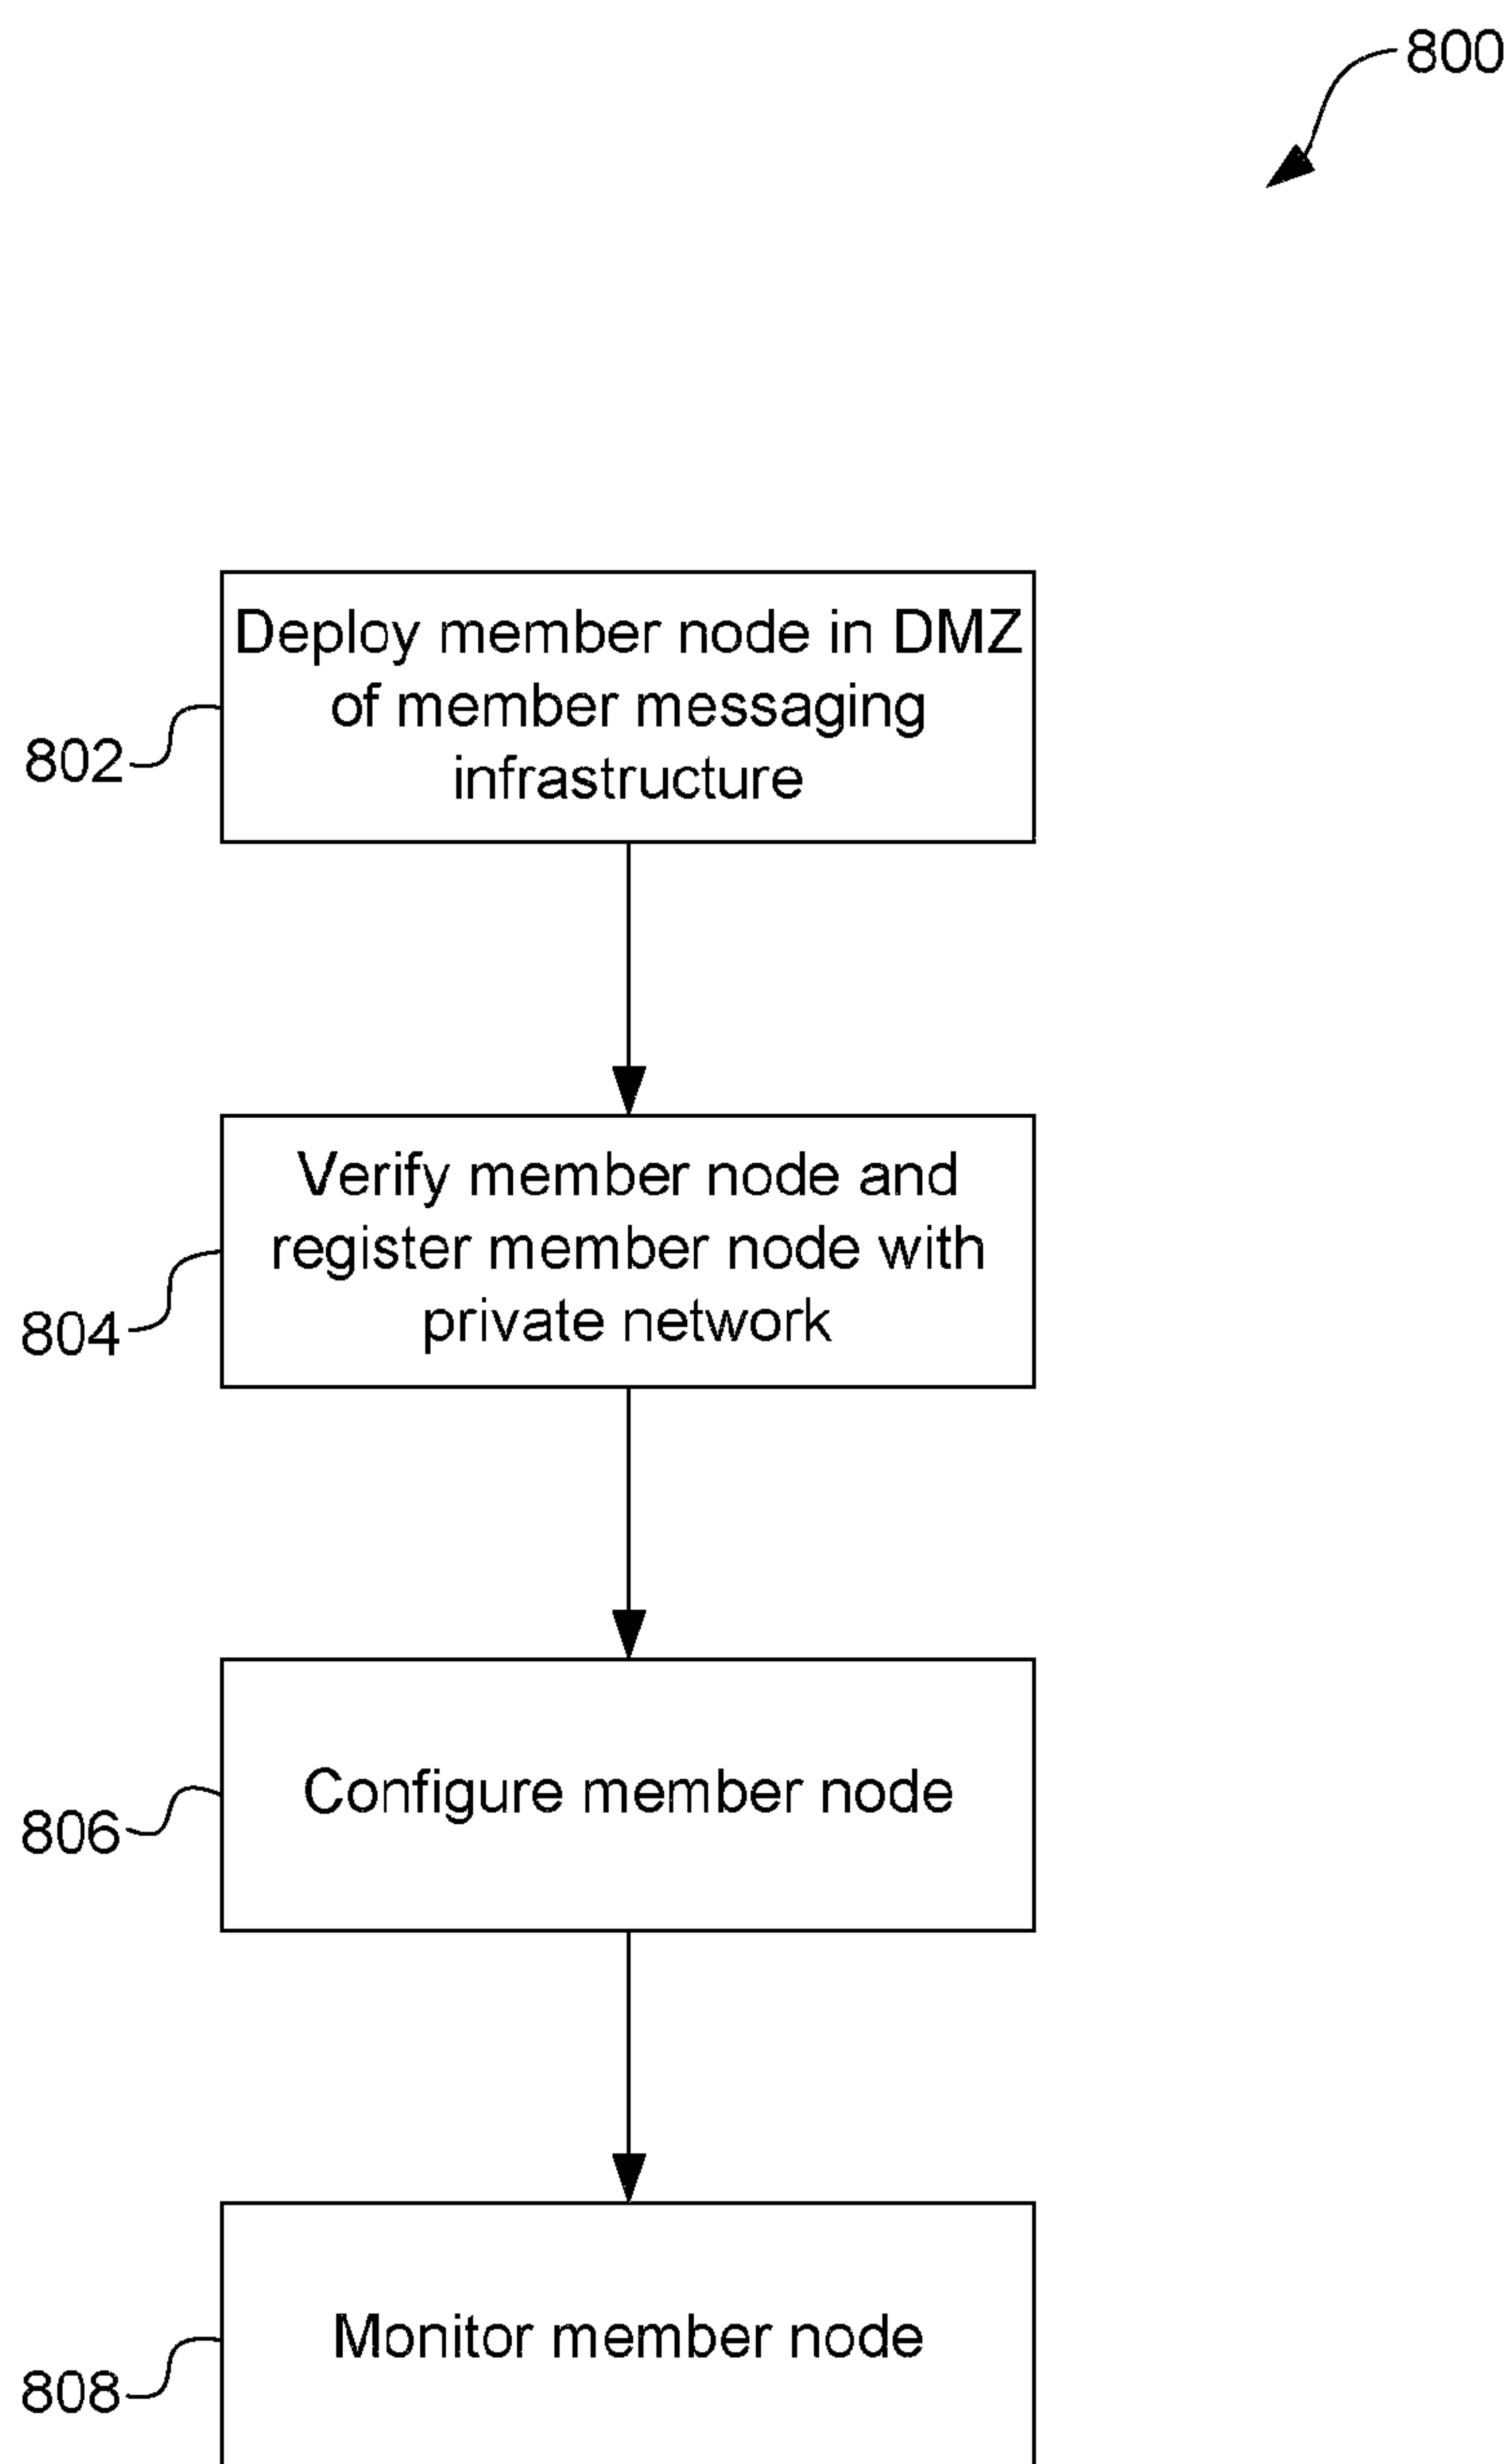 800
Deploy member node in DMZ
of member messaging
infrastructure
802
Verify member node and
register member node with
private network
804
Configure member node
806
Monitor member node
808